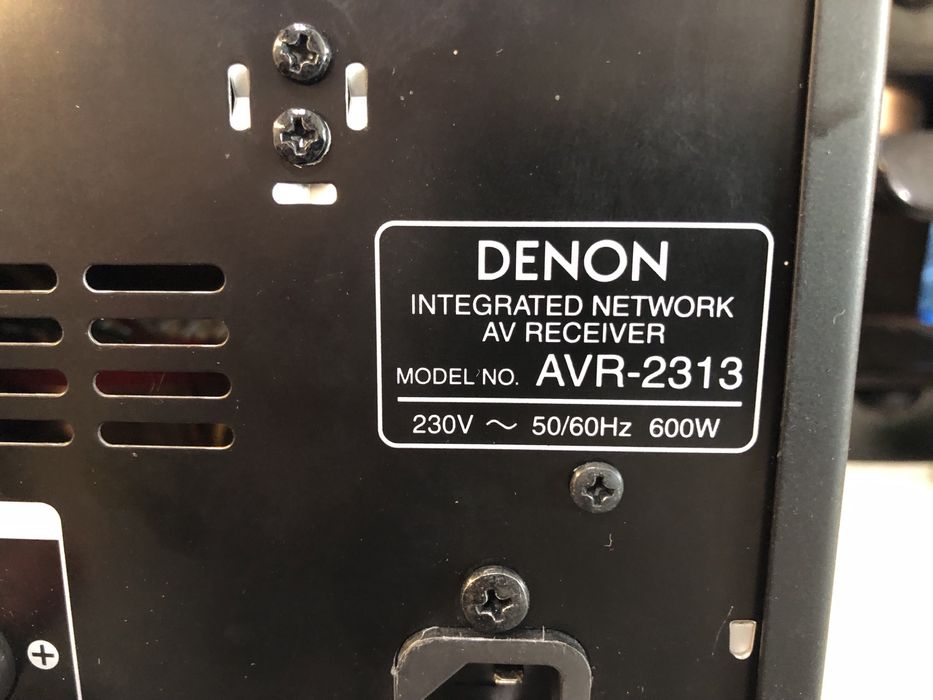 DENON
INTEGRATED NETWORK
AV RECEIVER
MODEL NO. AVR-2313
230V ～ 50/60Hz 600W
+